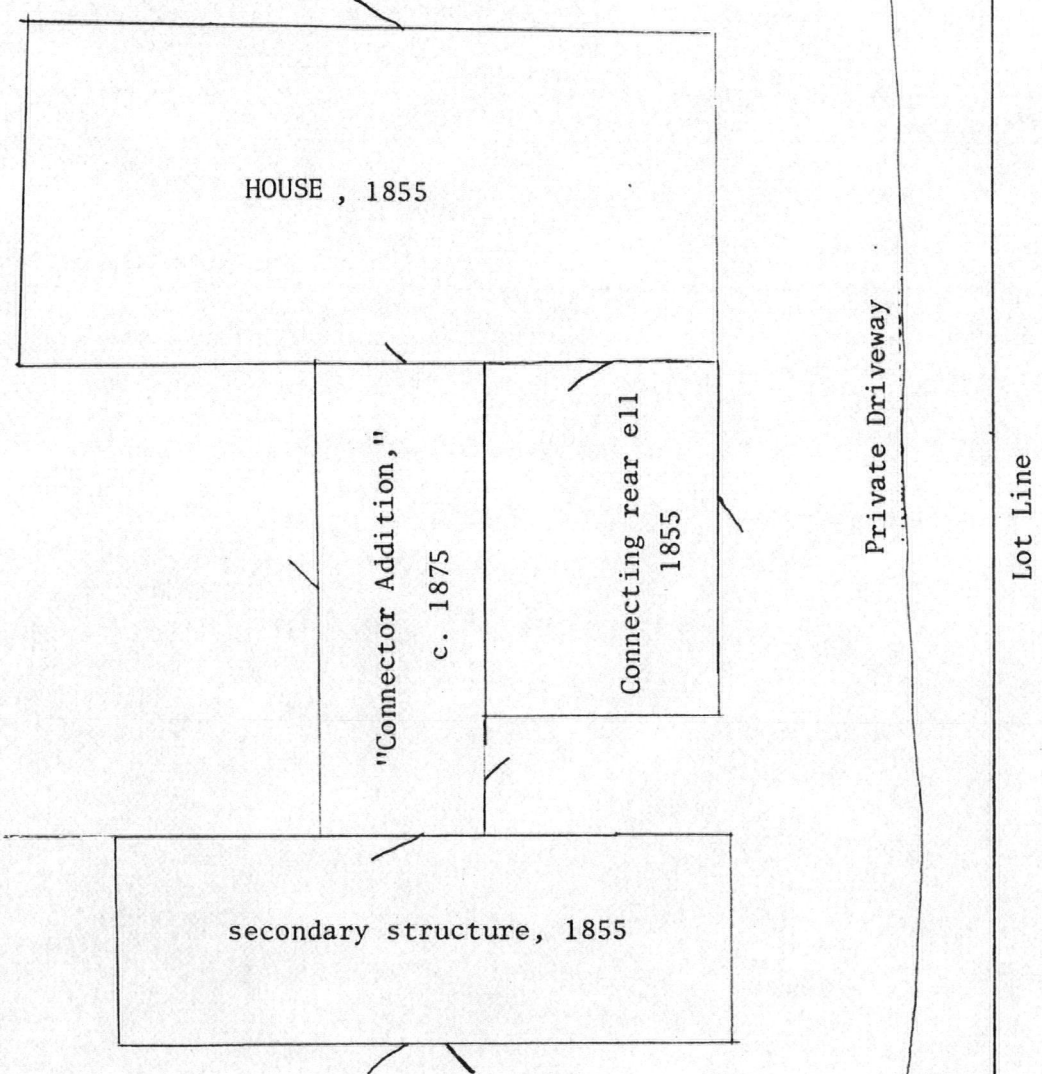 HOUSE , 1855
"Connector Addition,"
c. 1875
Connecting rear ell
1855
Private Driveway
Lot Line
secondary structure, 1855